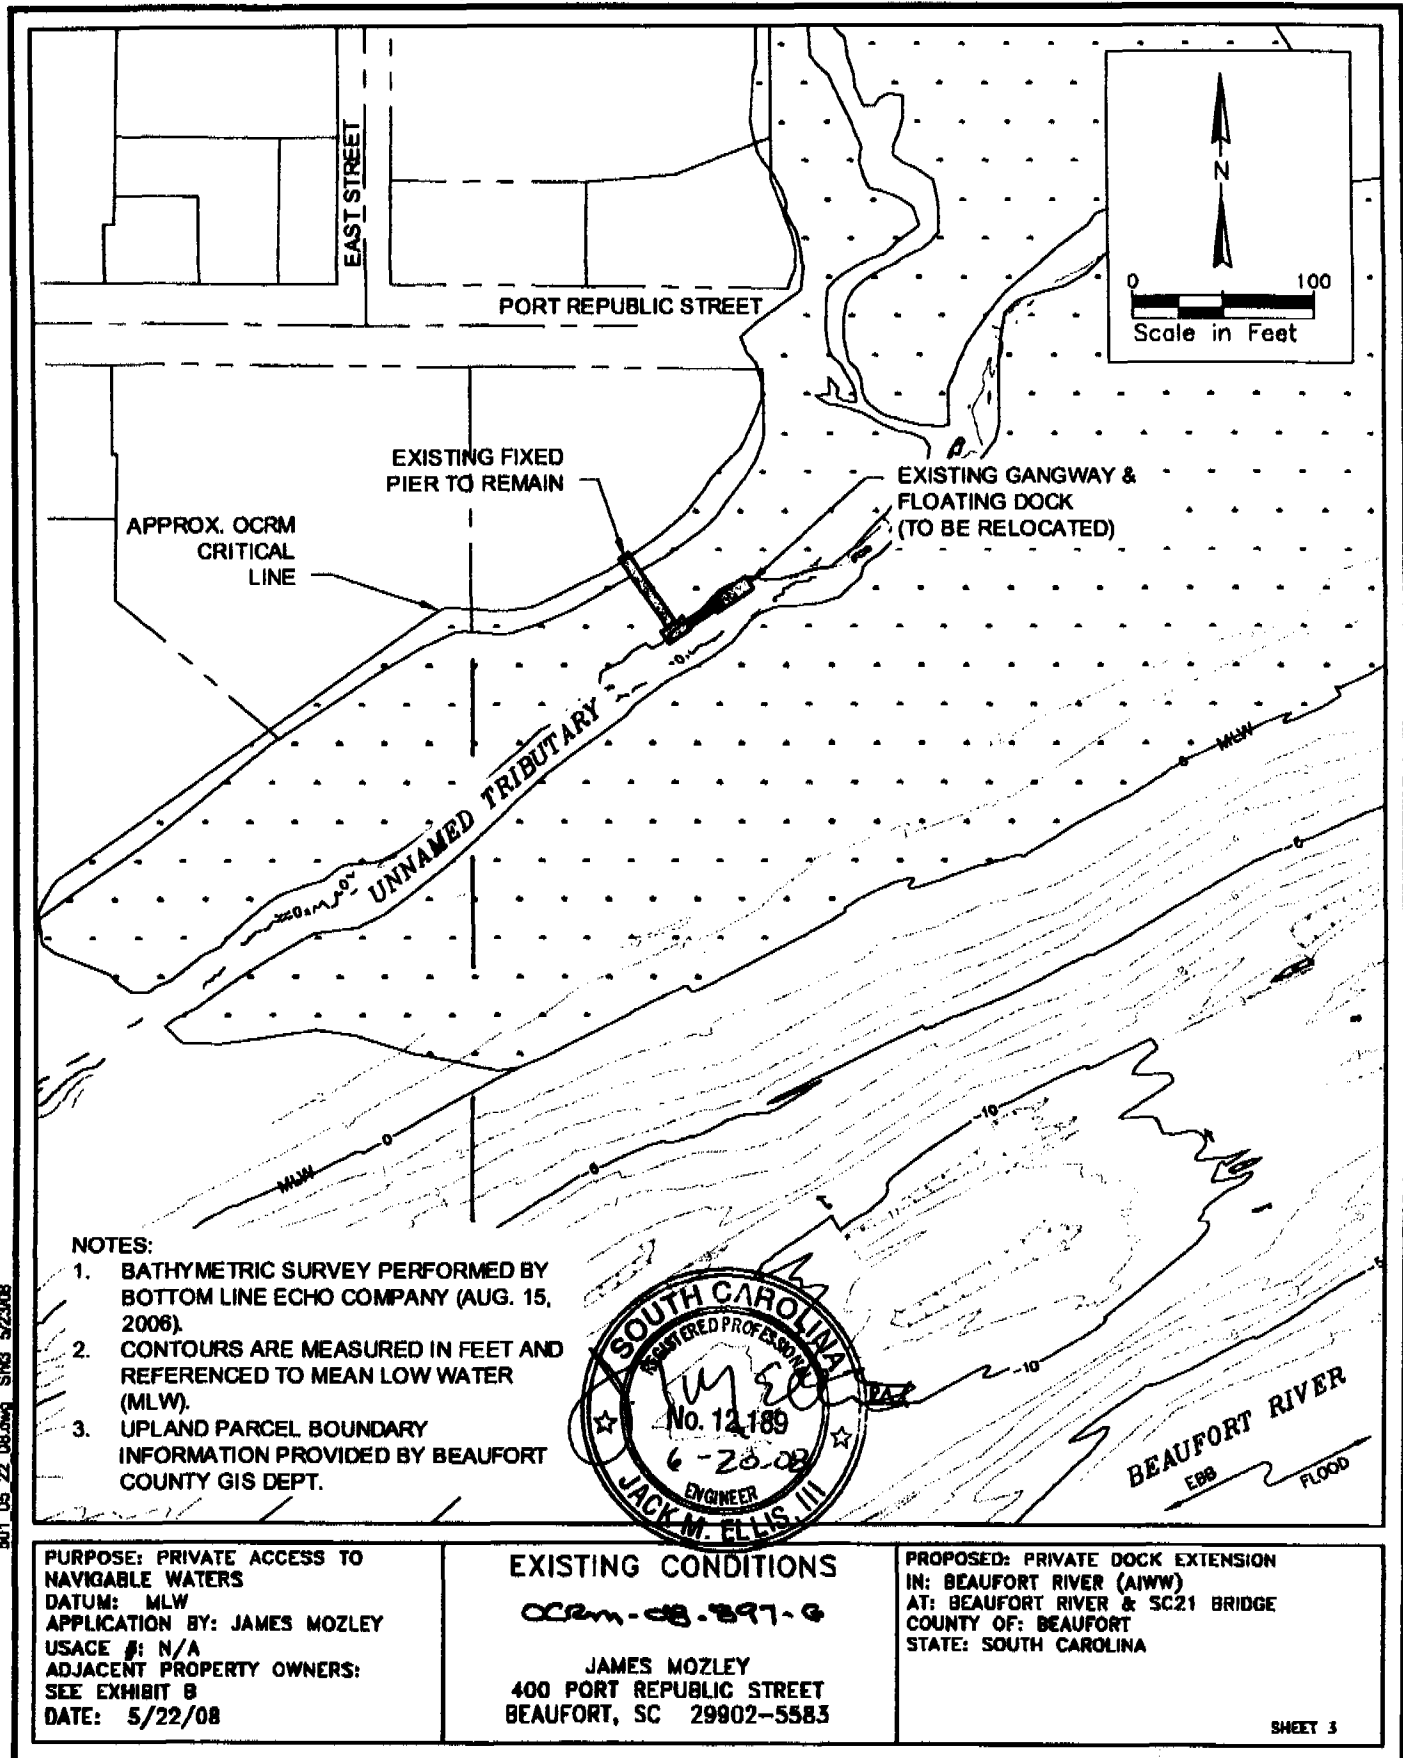 EAST STREET
PORT REPUBLIC STREET
N
0 100
Scale in Feet
EXISTING FIXED
PIER TO REMAIN
EXISTING GANGWAY &
FLOATING DOCK
(TO BE RELOCATED)
APPROX. OCRM
CRITICAL
LINE
UNNAMED TRIBUTARY
MLW
0
MLW
0
-10
-10
BEAUFORT RIVER
EBB
FLOOD
NOTES:
1. BATHYMETRIC SURVEY PERFORMED BY
BOTTOM LINE ECHO COMPANY (AUG. 15,
2006).
2. CONTOURS ARE MEASURED IN FEET AND
REFERENCED TO MEAN LOW WATER
(MLW).
3. UPLAND PARCEL BOUNDARY
INFORMATION PROVIDED BY BEAUFORT
COUNTY GIS DEPT.
SOUTH CAROLINA
REGISTERED PROFESSIONAL
No. 12189
6-20-08
ENGINEER
JACK M. ELLIS, III
PURPOSE: PRIVATE ACCESS TO
NAVIGABLE WATERS
DATUM: MLW
APPLICATION BY: JAMES MOZLEY
USACE #: N/A
ADJACENT PROPERTY OWNERS:
SEE EXHIBIT B
DATE: 5/22/08
EXISTING CONDITIONS
OCRM-08-897-G
JAMES MOZLEY
400 PORT REPUBLIC STREET
BEAUFORT, SC 29902-5583
PROPOSED: PRIVATE DOCK EXTENSION
IN: BEAUFORT RIVER (AIWW)
AT: BEAUFORT RIVER & SC21 BRIDGE
COUNTY OF: BEAUFORT
STATE: SOUTH CAROLINA
SHEET 3